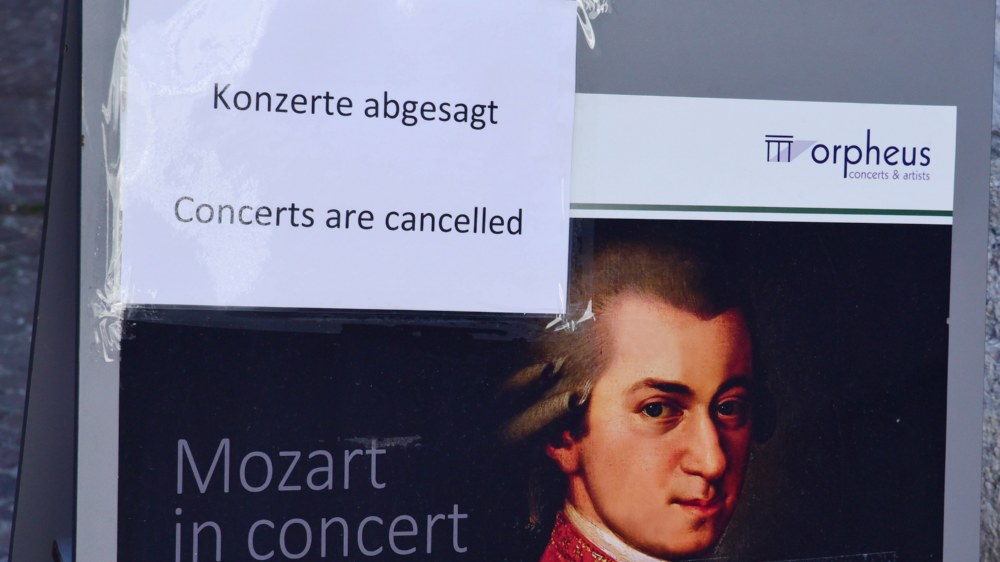 Konzerte abgesagt
Concerts are cancelled
orpheus
concerts & artists
Mozart
in concert